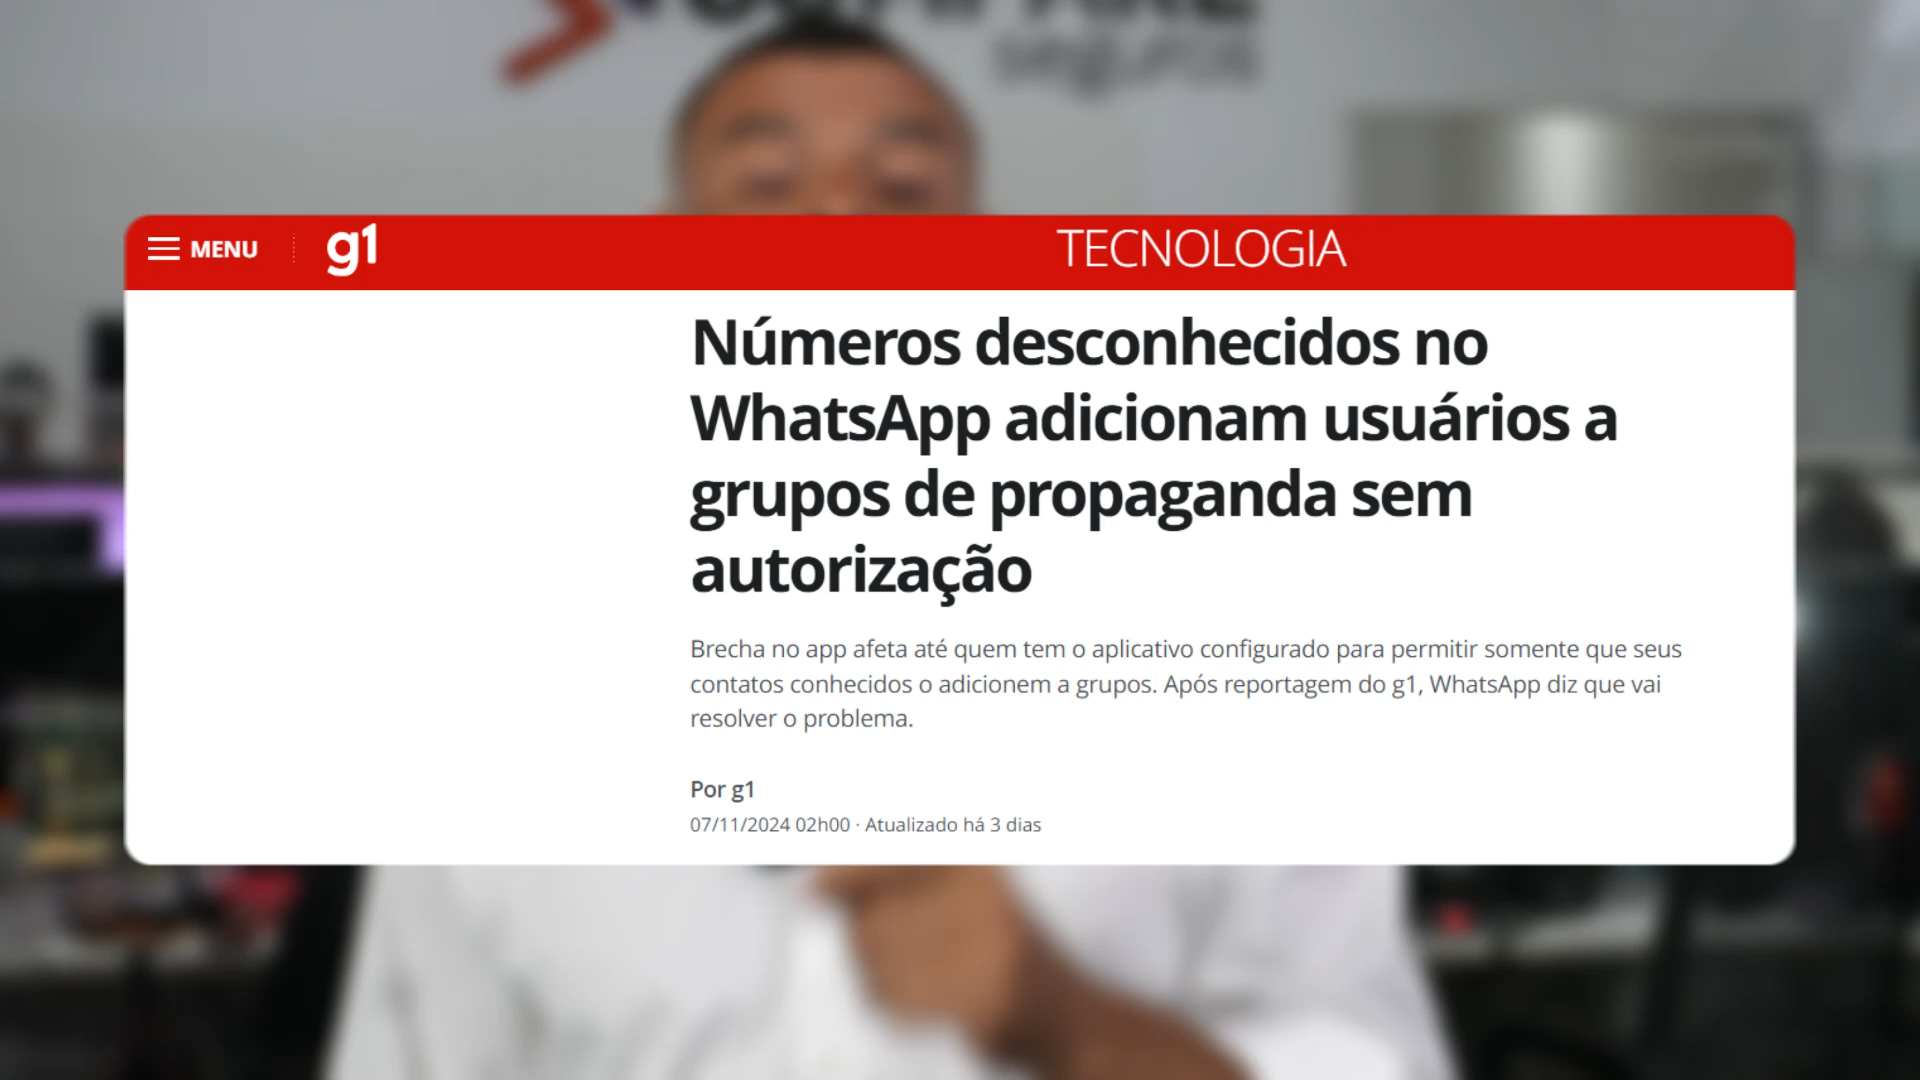 seguros
MENU
g1
TECNOLOGIA
Números desconhecidos no
WhatsApp adicionam usuários a
grupos de propaganda sem
autorização
Brecha no app afeta até quem tem o aplicativo configurado para permitir somente que seus
contatos conhecidos o adicionem a grupos. Após reportagem do g1, WhatsApp diz que vai
resolver o problema.
Por g1
07/11/2024 02h00 · Atualizado há 3 dias